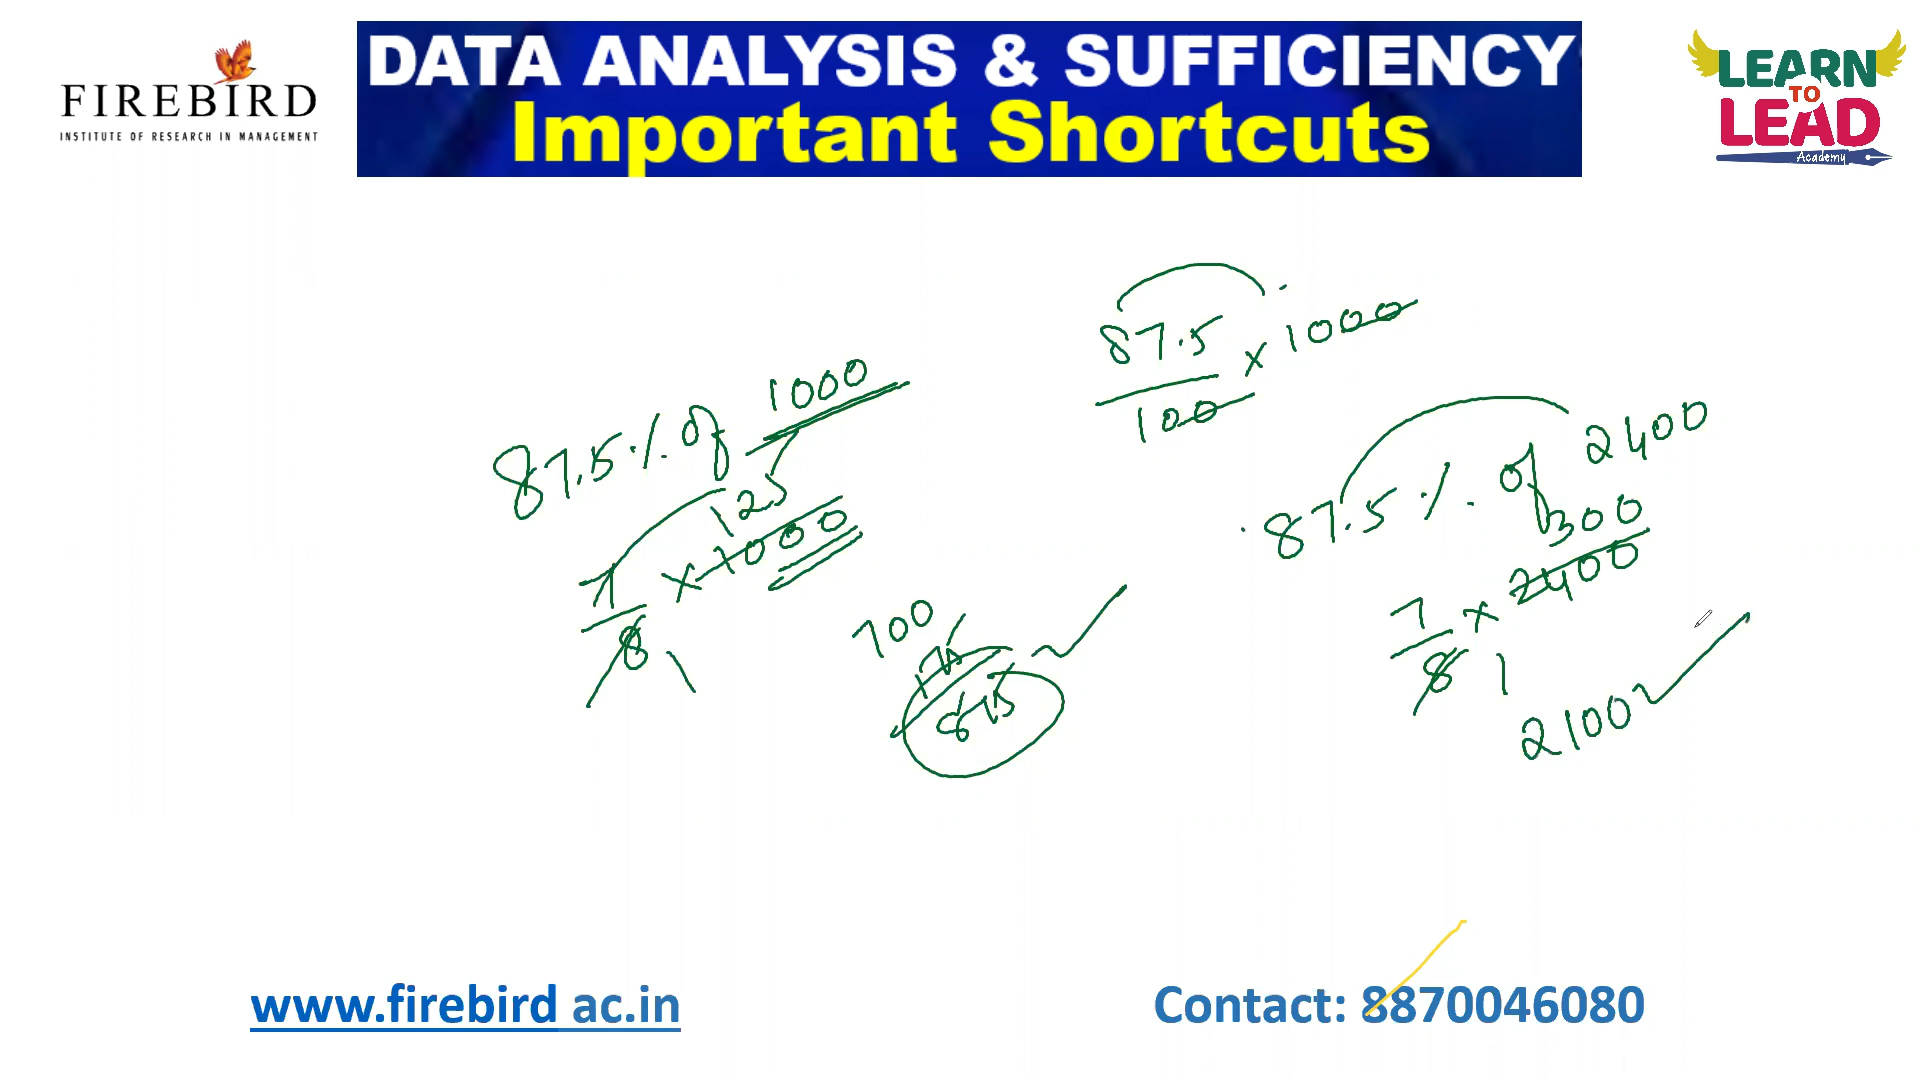 FIREBIRD
INSTITUTE OF RESEARCH IN MANAGEMENT
DATA ANALYSIS & SUFFICIENCY
Important Shortcuts
LEARN
TO
LEAD
Academy
87.5% of 1000
125
7/8 x 1000
1
700
175
875
87.5/100 x 1000
87.5% of 2400
300
7/8 x 2400
1
2100
www.firebird ac.in
Contact: 8870046080